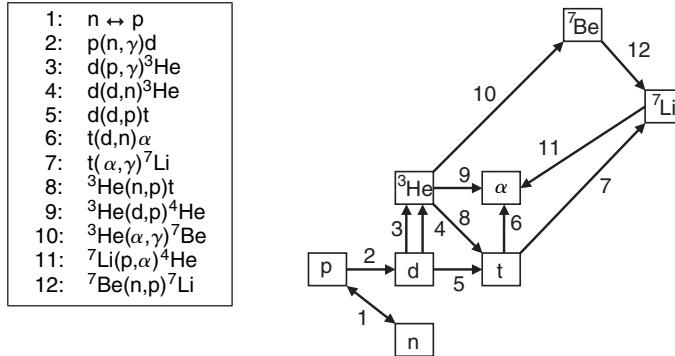 1: n ↔ p
2: p(n,γ)d
3: d(p,γ)³He
4: d(d,n)³He
5: d(d,p)t
6: t(d,n)α
7: t(α,γ)⁷Li
8: ³He(n,p)t
9: ³He(d,p)⁴He
10: ³He(α,γ)⁷Be
11: ⁷Li(p,α)⁴He
12: ⁷Be(n,p)⁷Li
⁷Be
12
10
⁷Li
11
³He
9
α
7
3
4
8
6
p
2
d
5
t
1
n